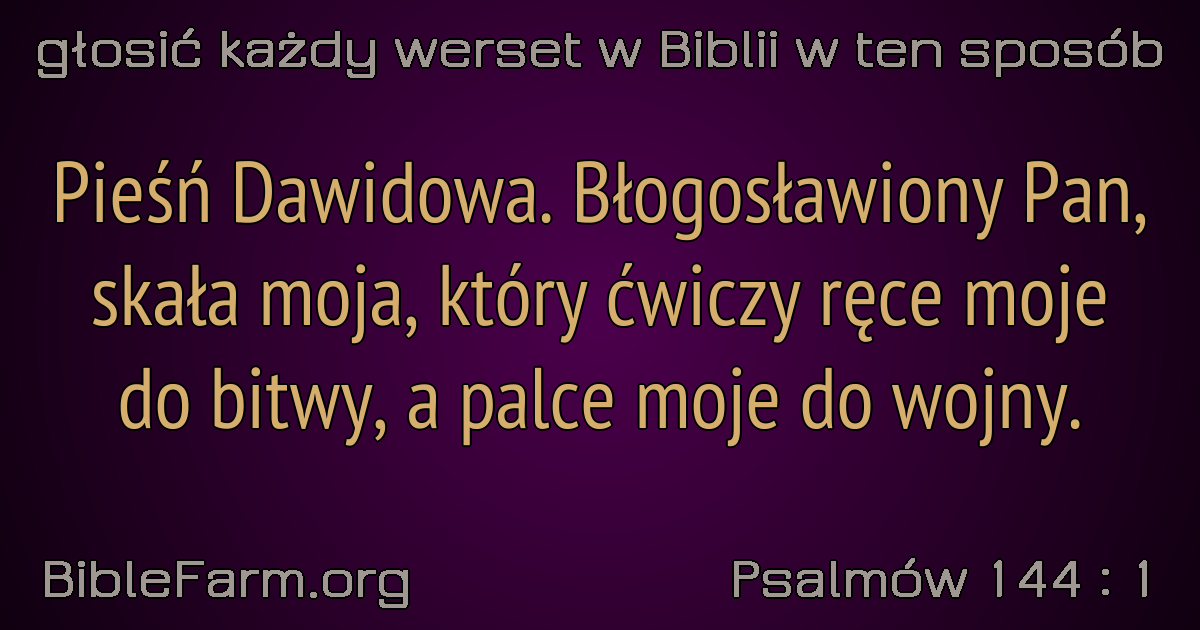 głosić każdy werset w Biblii w ten sposób
Pieśń Dawidowa. Błogosławiony Pan,
skała moja, który ćwiczy ręce moje
do bitwy, a palce moje do wojny.
BibleFarm.org
Psalmów 144 : 1